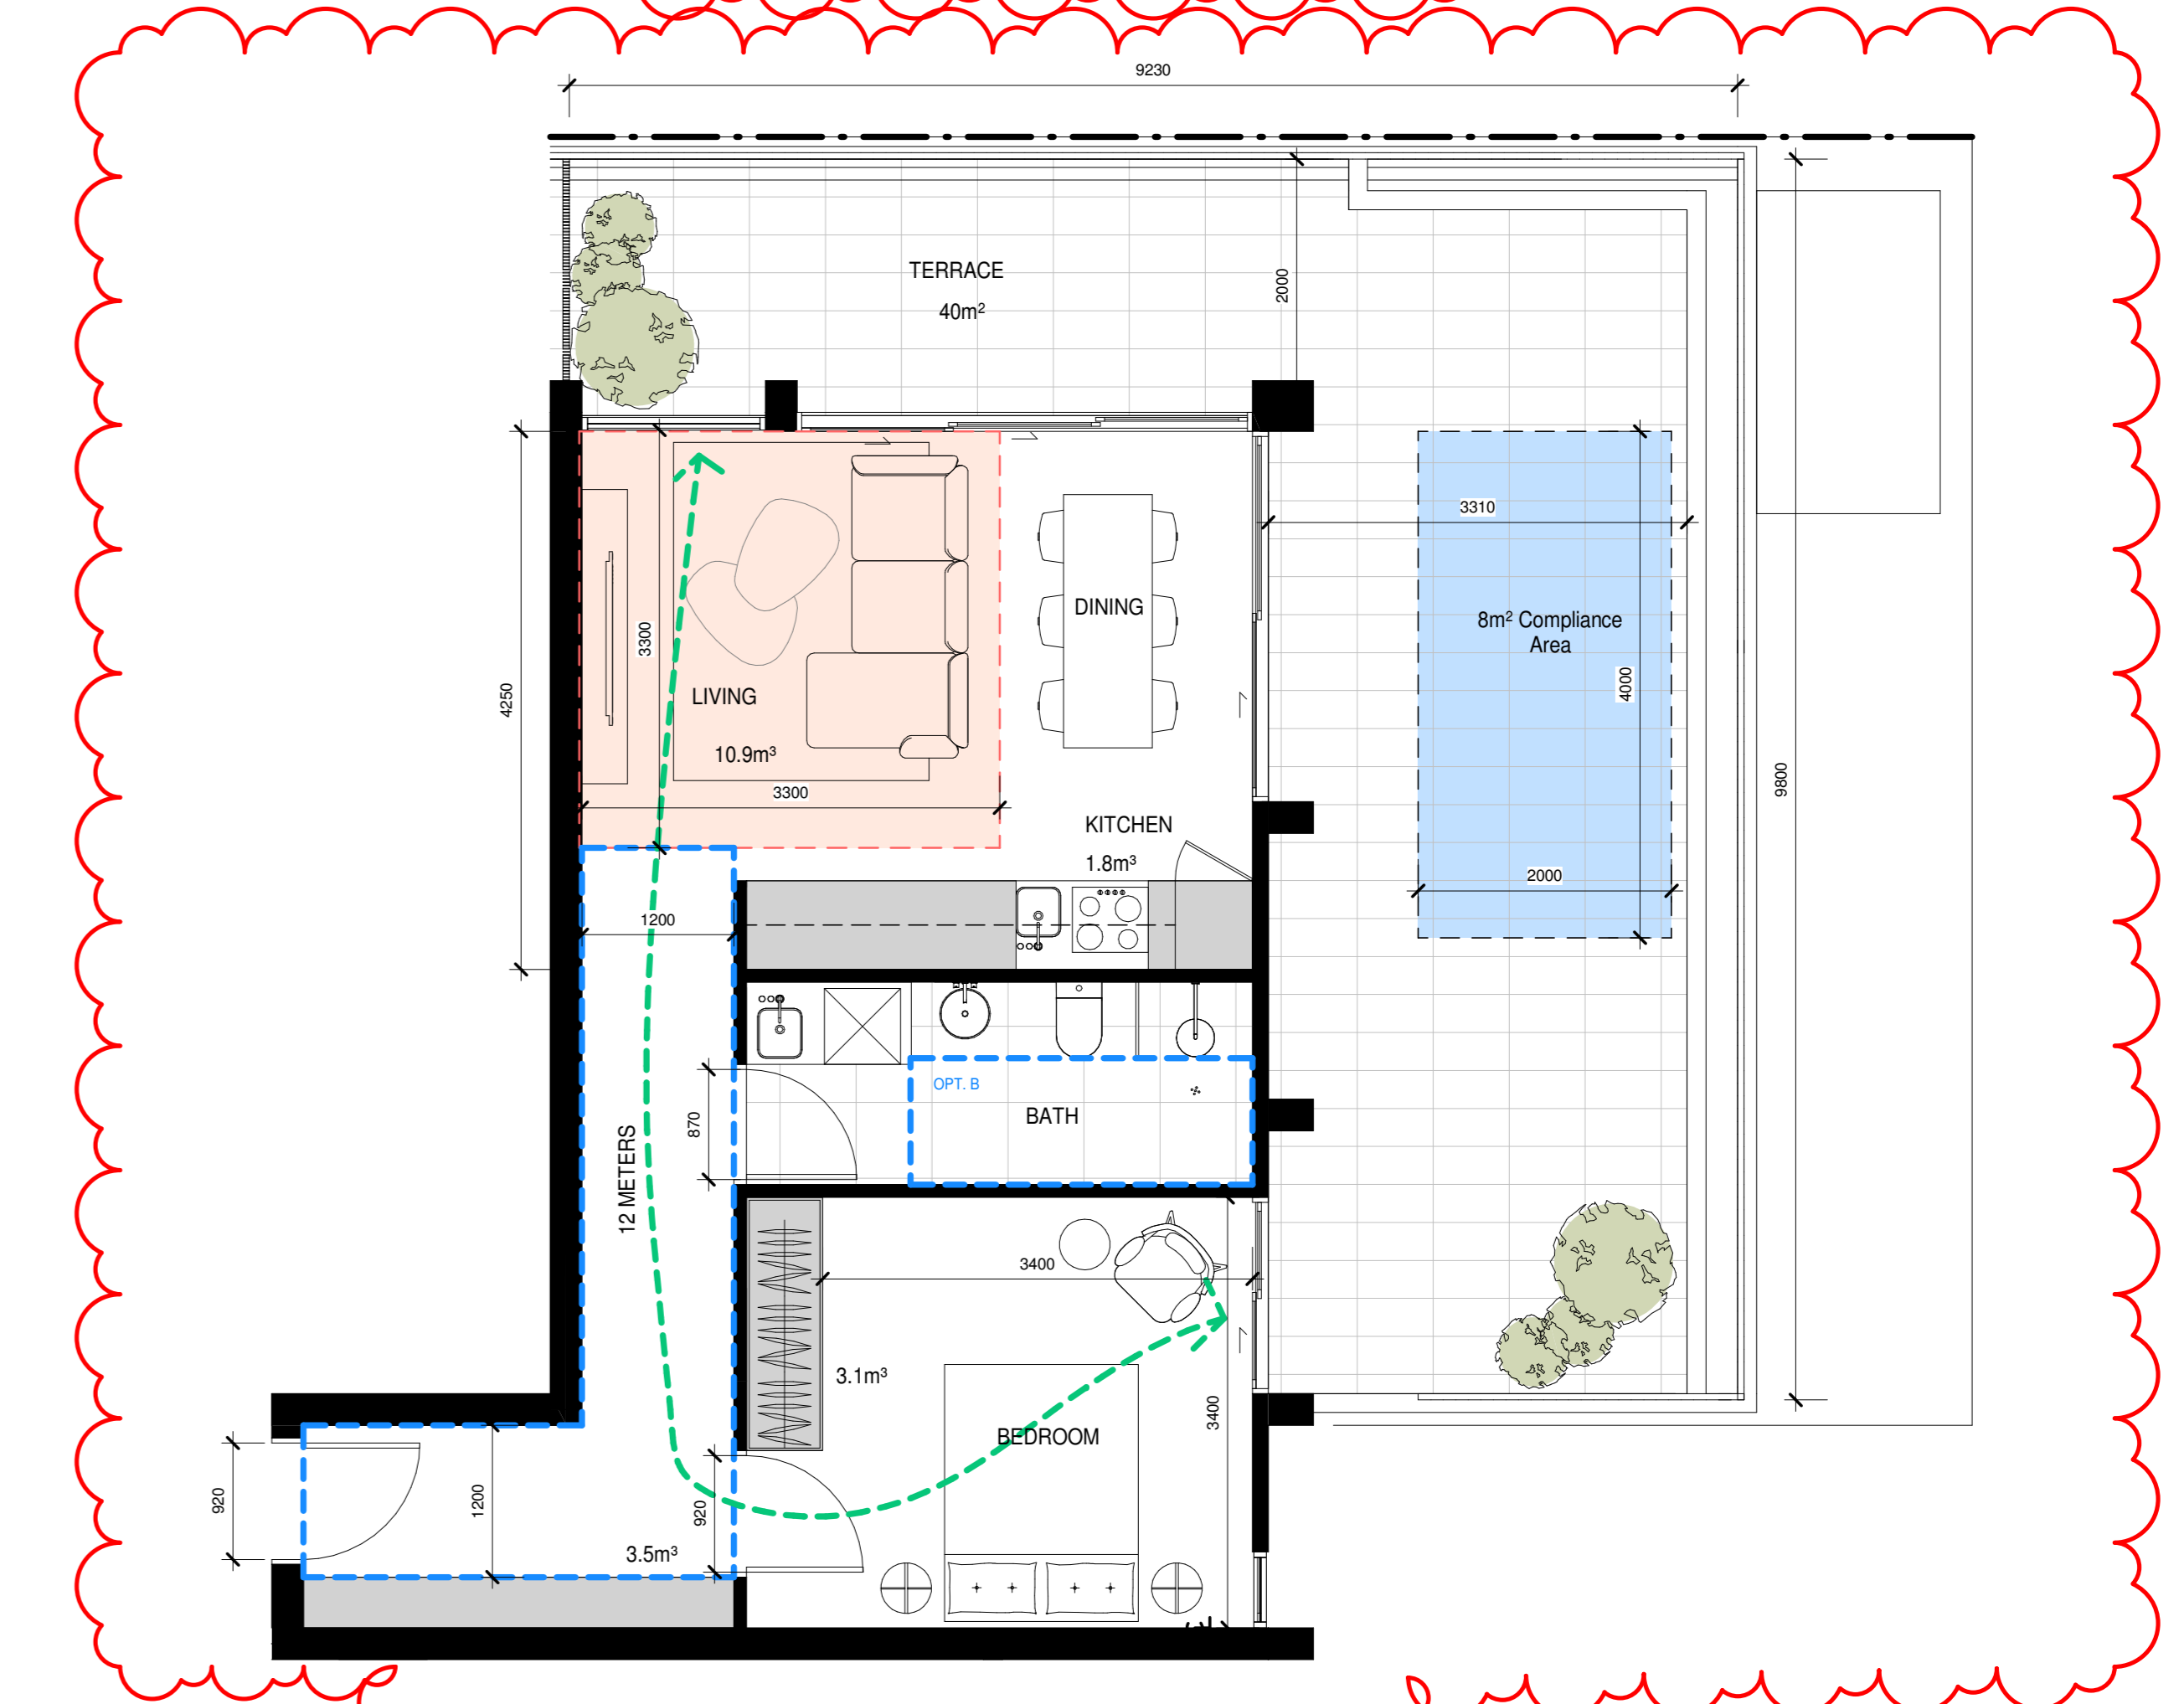 9230
TERRACE
40m²
2000
3310
DINING
8m² Compliance
Area
3300
4250
LIVING
4000
10.9m³
9800
3300
KITCHEN
1.8m³
2000
1200
OPT. B
BATH
870
12 METERS
3400
3.1m³
3400
BEDROOM
920
1200
920
3.5m³